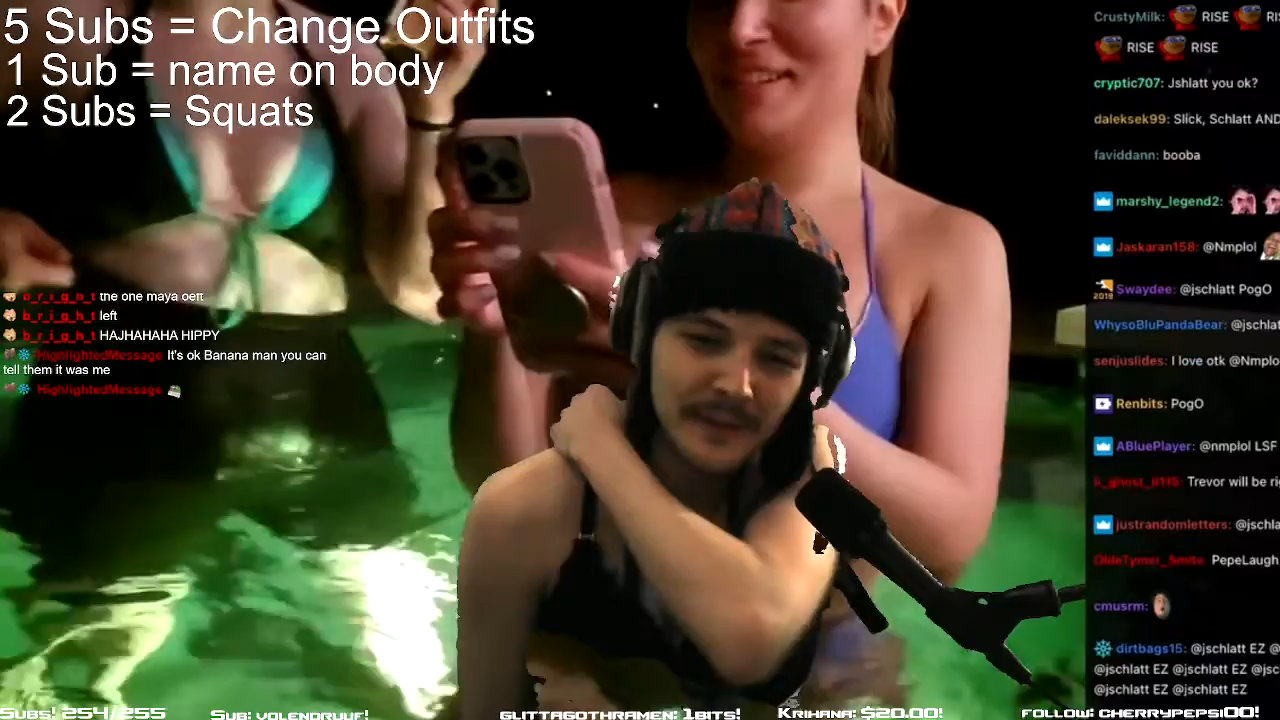 5 Subs = Change Outfits
1 Sub = name on body
2 Subs = Squats
b_r_i_g_h_t the one maya oett
b_r_i_g_h_t left
b_r_i_g_h_t HAJHAHAHA HIPPY
HighlightedMessage It's ok Banana man you can
tell them it was me
HighlightedMessage
CrustyMilk: RISE RI
RISE RISE
cryptic707: Jshlatt you ok?
daleksek99: Slick, Schlatt AND
faviddann: booba
marshy_legend2:
Jaskaran158: @Nmplol
2018 Swaydee: @jschlatt PogO
WhysoBluPandaBear: @jschla
senjuslides: I love otk @Nmplo
Renbits: PogO
ABluePlayer: @nmplol LSF
Trevor will be ri
justrandomletters: @jsch
OldeTymer_Smite: PepeLaugh
cmusrm:
dirtbags15: @jschlatt EZ @
@jschlatt EZ @jschlatt EZ @jsc
@jschlatt EZ @jschlatt EZ
Subs: 254/255 Sub: volendruuf! glittagothramen: 1bits! Krihana: $20.00! follow: cherrypepsi00!